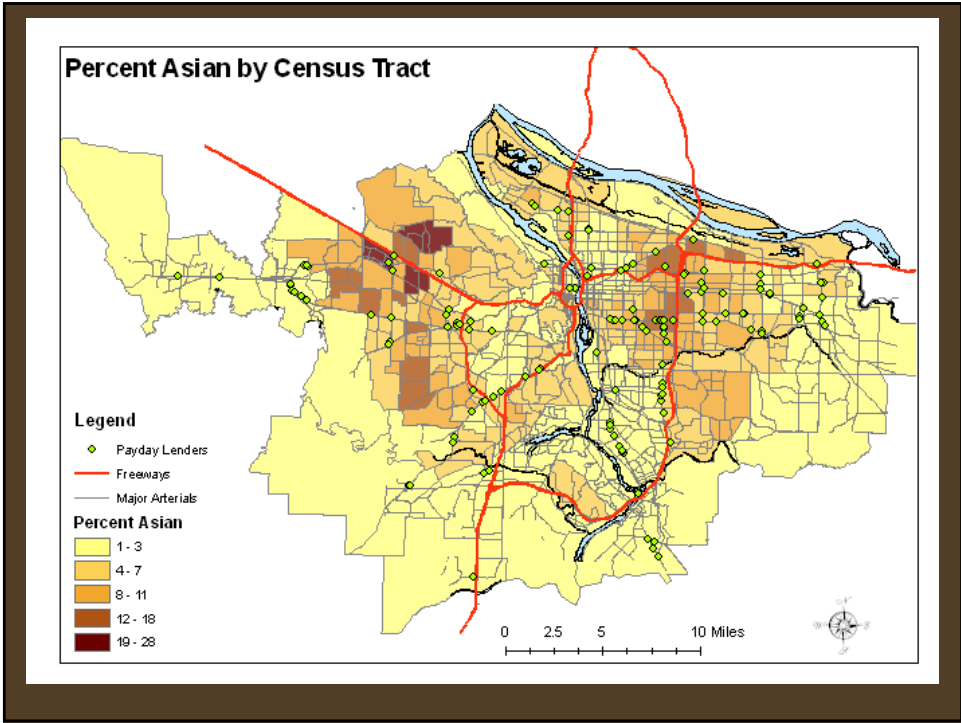 Percent Asian by Census Tract
Legend
Payday Lenders
Freeways
Major Arterials
Percent Asian
1 - 3
4 - 7
8 - 11
12 - 18
19 - 28
0 2.5 5 10 Miles